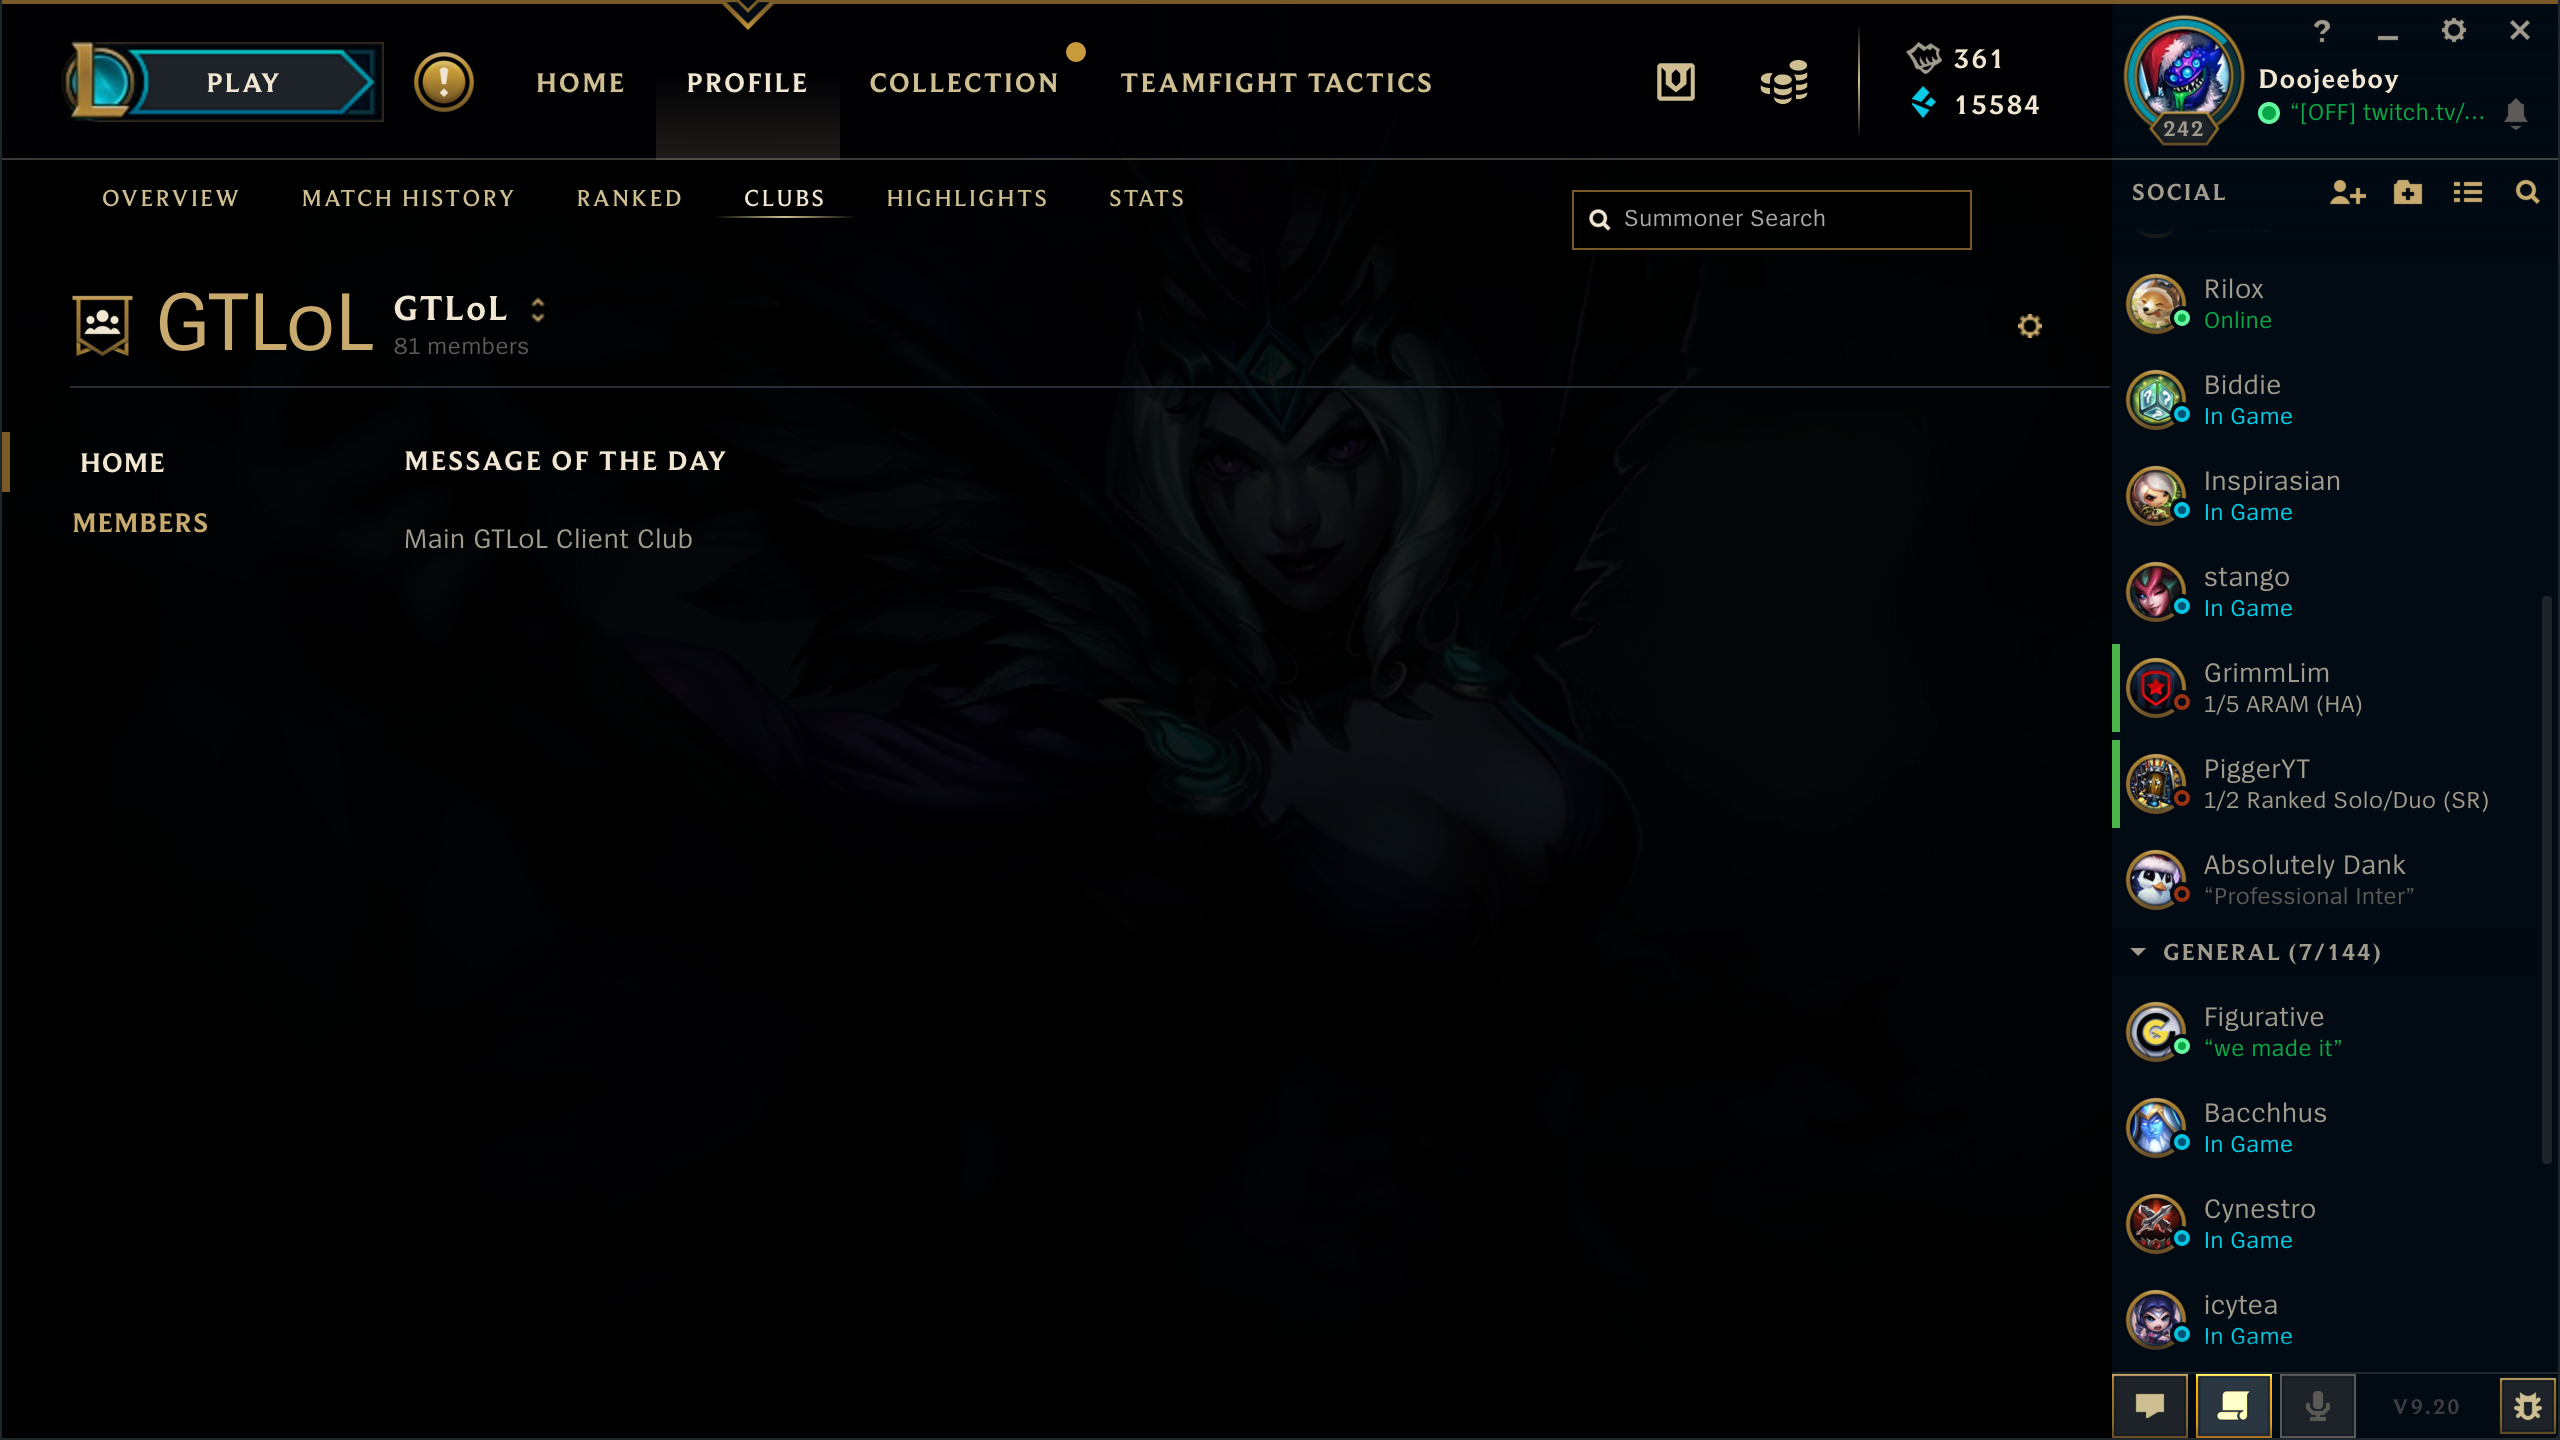 PLAY
HOME
PROFILE
COLLECTION
TEAMFIGHT TACTICS
361
15584
242
Doojeeboy
“[OFF] twitch.tv/...
OVERVIEW
MATCH HISTORY
RANKED
CLUBS
HIGHLIGHTS
STATS
Summoner Search
GTLoL
GTLoL
81 members
HOME
MEMBERS
MESSAGE OF THE DAY
Main GTLoL Client Club
SOCIAL
Rilox
Online
Biddie
In Game
Inspirasian
In Game
stango
In Game
GrimmLim
1/5 ARAM (HA)
PiggerYT
1/2 Ranked Solo/Duo (SR)
Absolutely Dank
“Professional Inter”
GENERAL (7/144)
Figurative
“we made it”
Bacchhus
In Game
Cynestro
In Game
icytea
In Game
V9.20